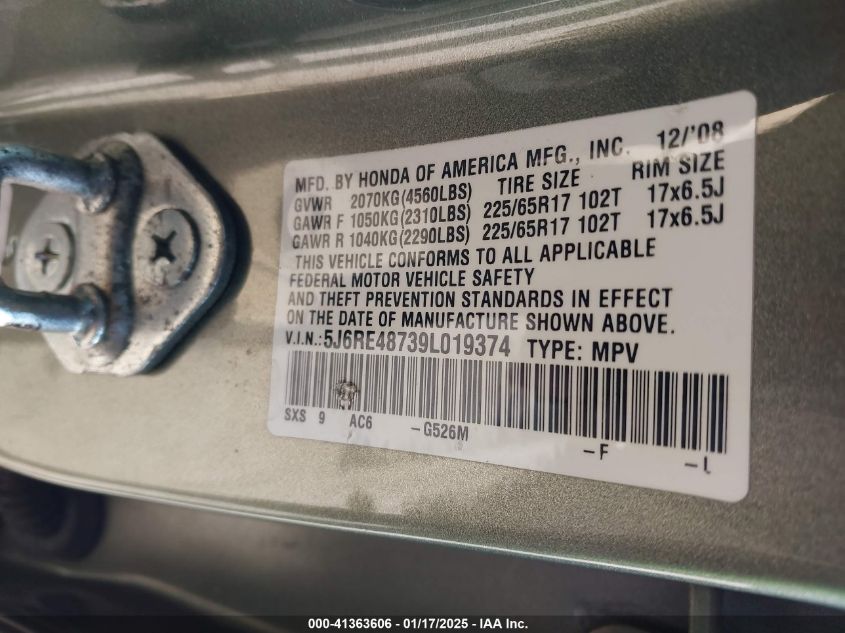 MFD. BY HONDA OF AMERICA MFG., INC. 12/'08
GVWR 2070KG(4560LBS) TIRE SIZE RIM SIZE
GAWR F 1050KG(2310LBS) 225/65R17 102T 17x6.5J
GAWR R 1040KG(2290LBS) 225/65R17 102T 17x6.5J
THIS VEHICLE CONFORMS TO ALL APPLICABLE
FEDERAL MOTOR VEHICLE SAFETY
AND THEFT PREVENTION STANDARDS IN EFFECT
ON THE DATE OF MANUFACTURE SHOWN ABOVE.
V.I.N.: 5J6RE48739L019374 TYPE: MPV
SXS 9 AC6 -G526M -F -L
000-41363606 - 01/17/2025 - IAA Inc.